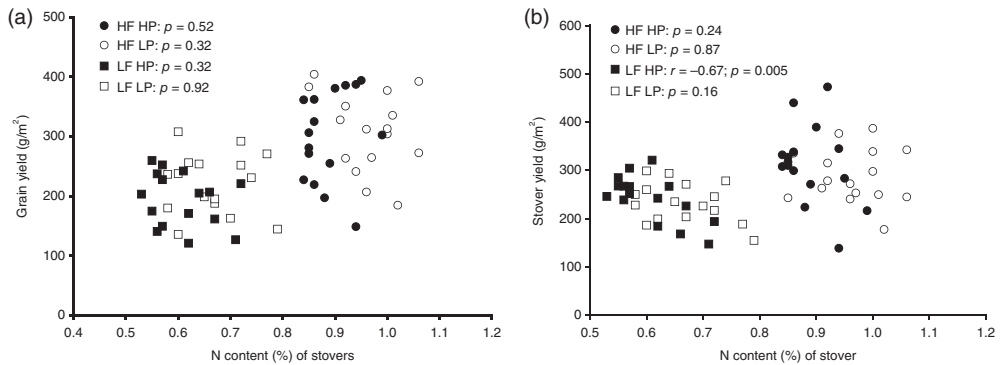 (a)
500
400
300
200
100
0
Grain yield (g/m²)
HF HP: p = 0.52
HF LP: p = 0.32
LF HP: p = 0.32
LF LP: p = 0.92
0.4 0.5 0.6 0.7 0.8 0.9 1.0 1.1 1.2
N content (%) of stovers
(b)
600
500
400
300
200
100
0
Stover yield (g/m²)
HF HP: p = 0.24
HF LP: p = 0.87
LF HP: r = –0.67; p = 0.005
LF LP: p = 0.16
0.5 0.6 0.7 0.8 0.9 1.0 1.1 1.2
N content (%) of stover